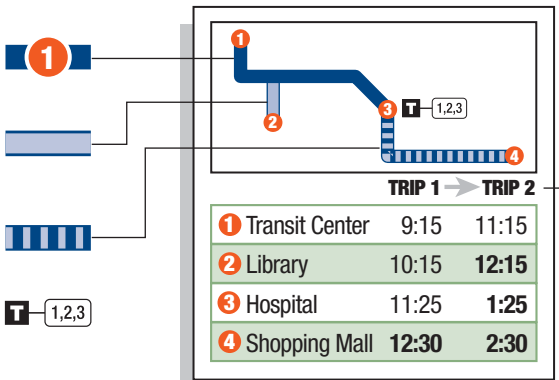 1
1
2
3 T 1,2,3
4
TRIP 1 TRIP 2
1 Transit Center 9:15 11:15
2 Library 10:15 12:15
3 Hospital 11:25 1:25
4 Shopping Mall 12:30 2:30
T 1,2,3